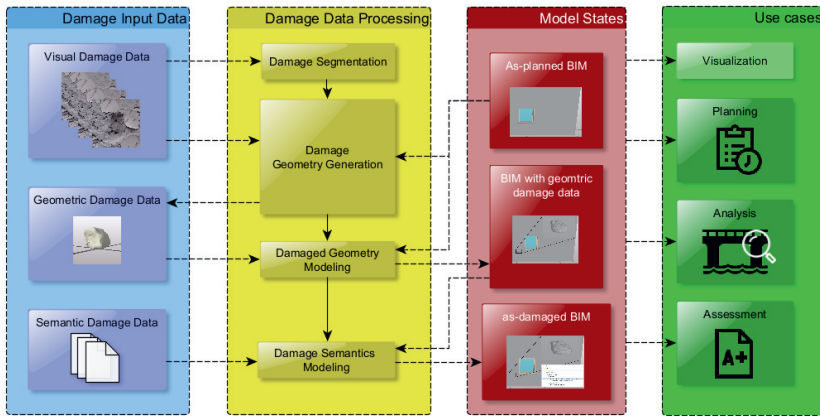 Damage Input Data
Visual Damage Data
Geometric Damage Data
Semantic Damage Data
Damage Data Processing
Damage Segmentation
Damage
Geometry Generation
Damaged Geometry
Modeling
Damage Semantics
Modeling
Model States
As-planned BIM
BIM with geomtric
damage data
as-damaged BIM
Use cases
Visualization
Planning
Analysis
Assessment
A+